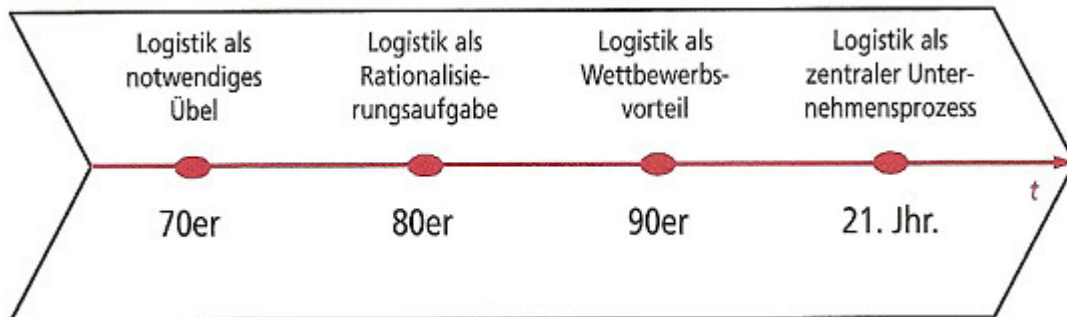 Logistik als
notwendiges
Übel
Logistik als
Rationalisie-
rungsaufgabe
Logistik als
Wettbewerbs-
vorteil
Logistik als
zentraler Unter-
nehmensprozess
t
70er
80er
90er
21. Jhr.